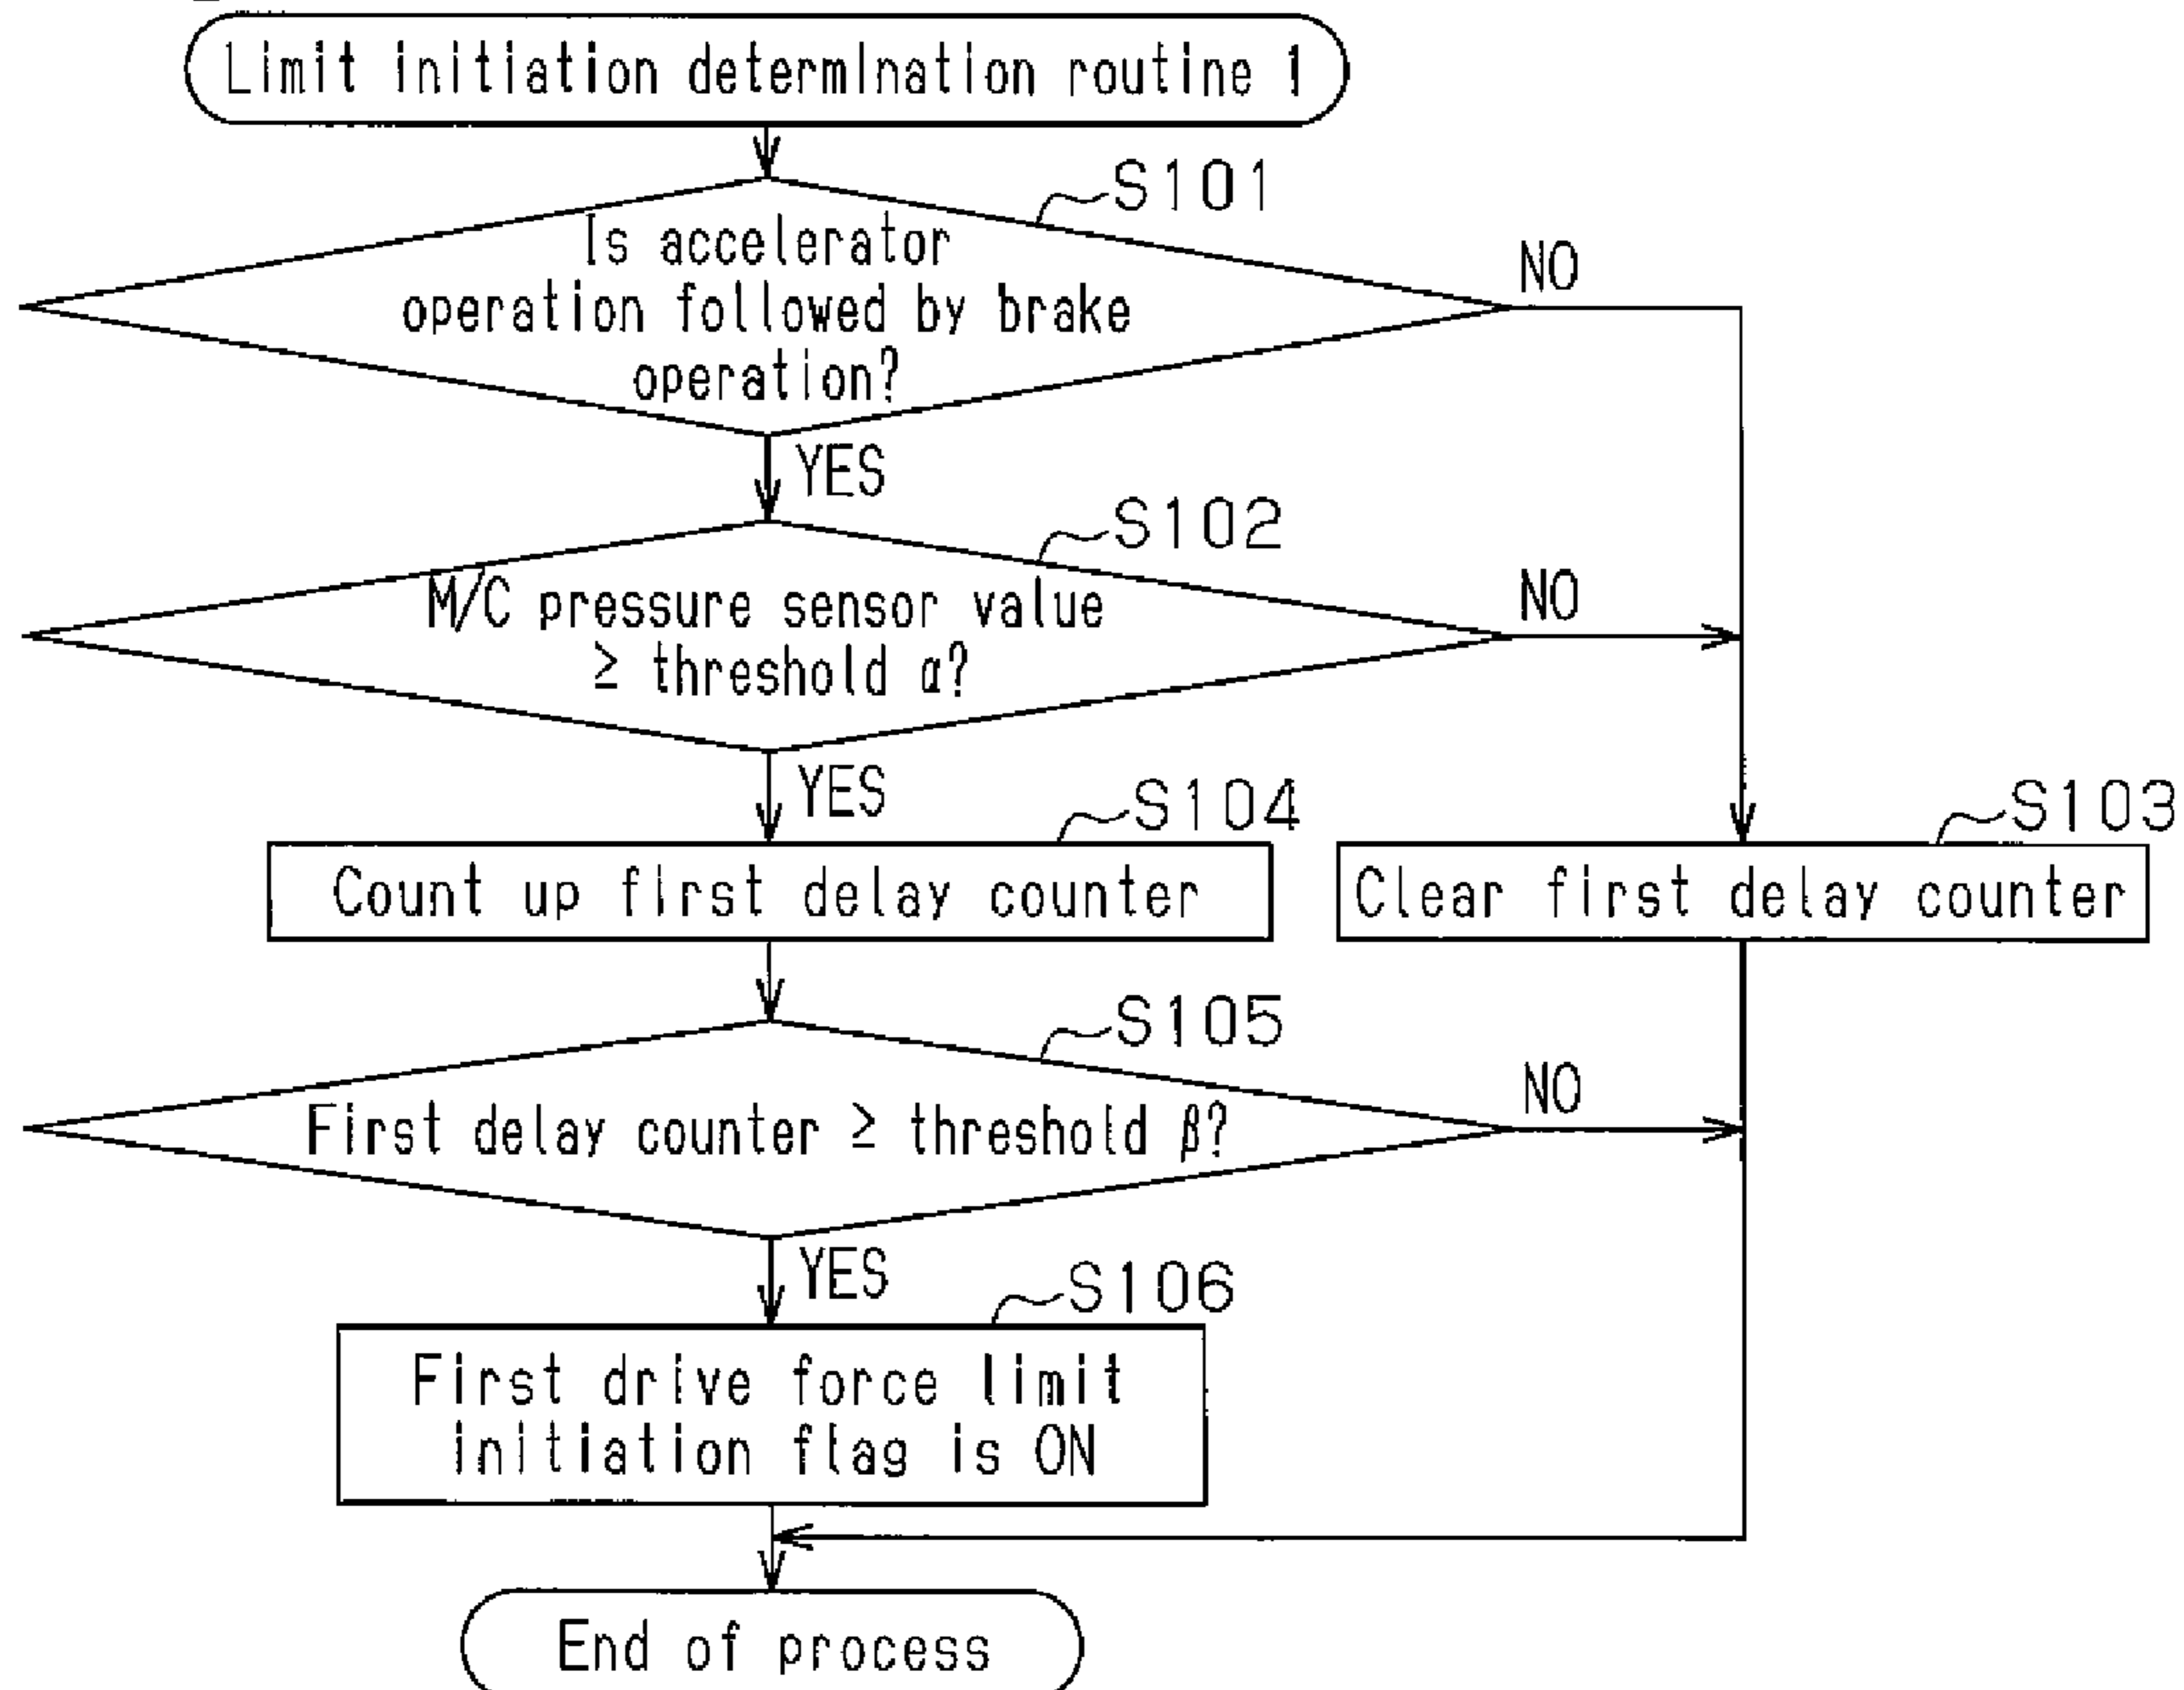 Limit initiation determination routine 1
S101
Is accelerator
operation followed by brake
operation?
NO
YES
S102
M/C pressure sensor value
≥ threshold α?
NO
YES
S104
Count up first delay counter
S103
Clear first delay counter
S105
First delay counter ≥ threshold β?
NO
YES
S106
First drive force limit
initiation flag is ON
End of process